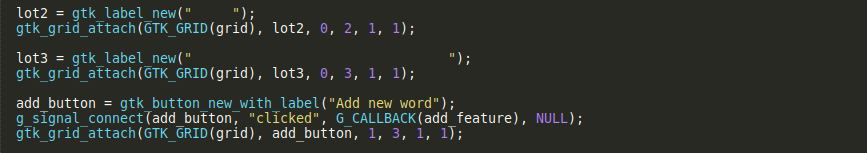 lot2 = gtk_label_new("     ");
gtk_grid_attach(GTK_GRID(grid), lot2, 0, 2, 1, 1);
lot3 = gtk_label_new("                                ");
gtk_grid_attach(GTK_GRID(grid), lot3, 0, 3, 1, 1);
add_button = gtk_button_new_with_label("Add new word");
g_signal_connect(add_button, "clicked", G_CALLBACK(add_feature), NULL);
gtk_grid_attach(GTK_GRID(grid), add_button, 1, 3, 1, 1);